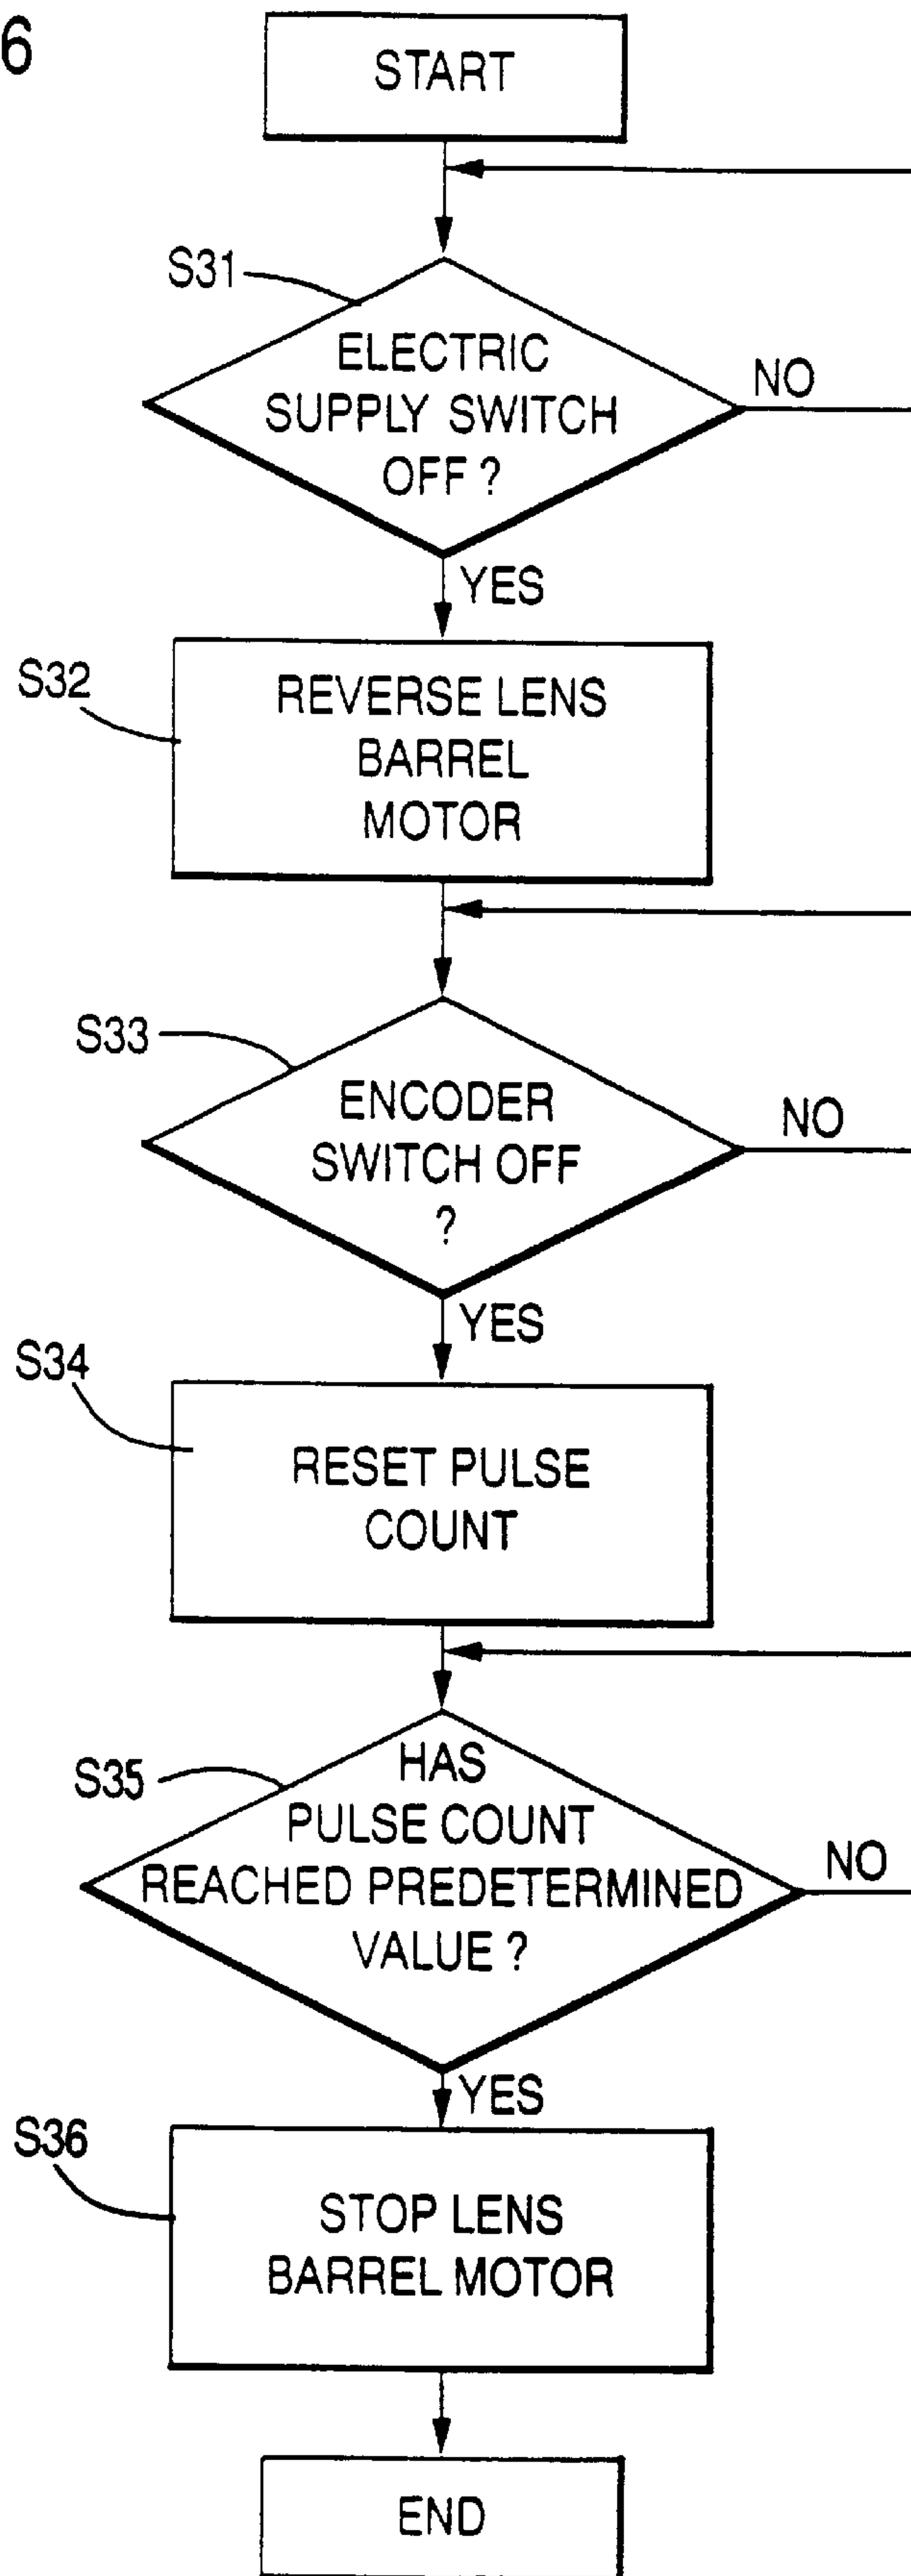 6
START
S31
ELECTRIC
SUPPLY SWITCH
OFF ?
NO
YES
S32
REVERSE LENS
BARREL
MOTOR
S33
ENCODER
SWITCH OFF
?
NO
YES
S34
RESET PULSE
COUNT
S35
HAS
PULSE COUNT
REACHED PREDETERMINED
VALUE ?
NO
YES
S36
STOP LENS
BARREL MOTOR
END